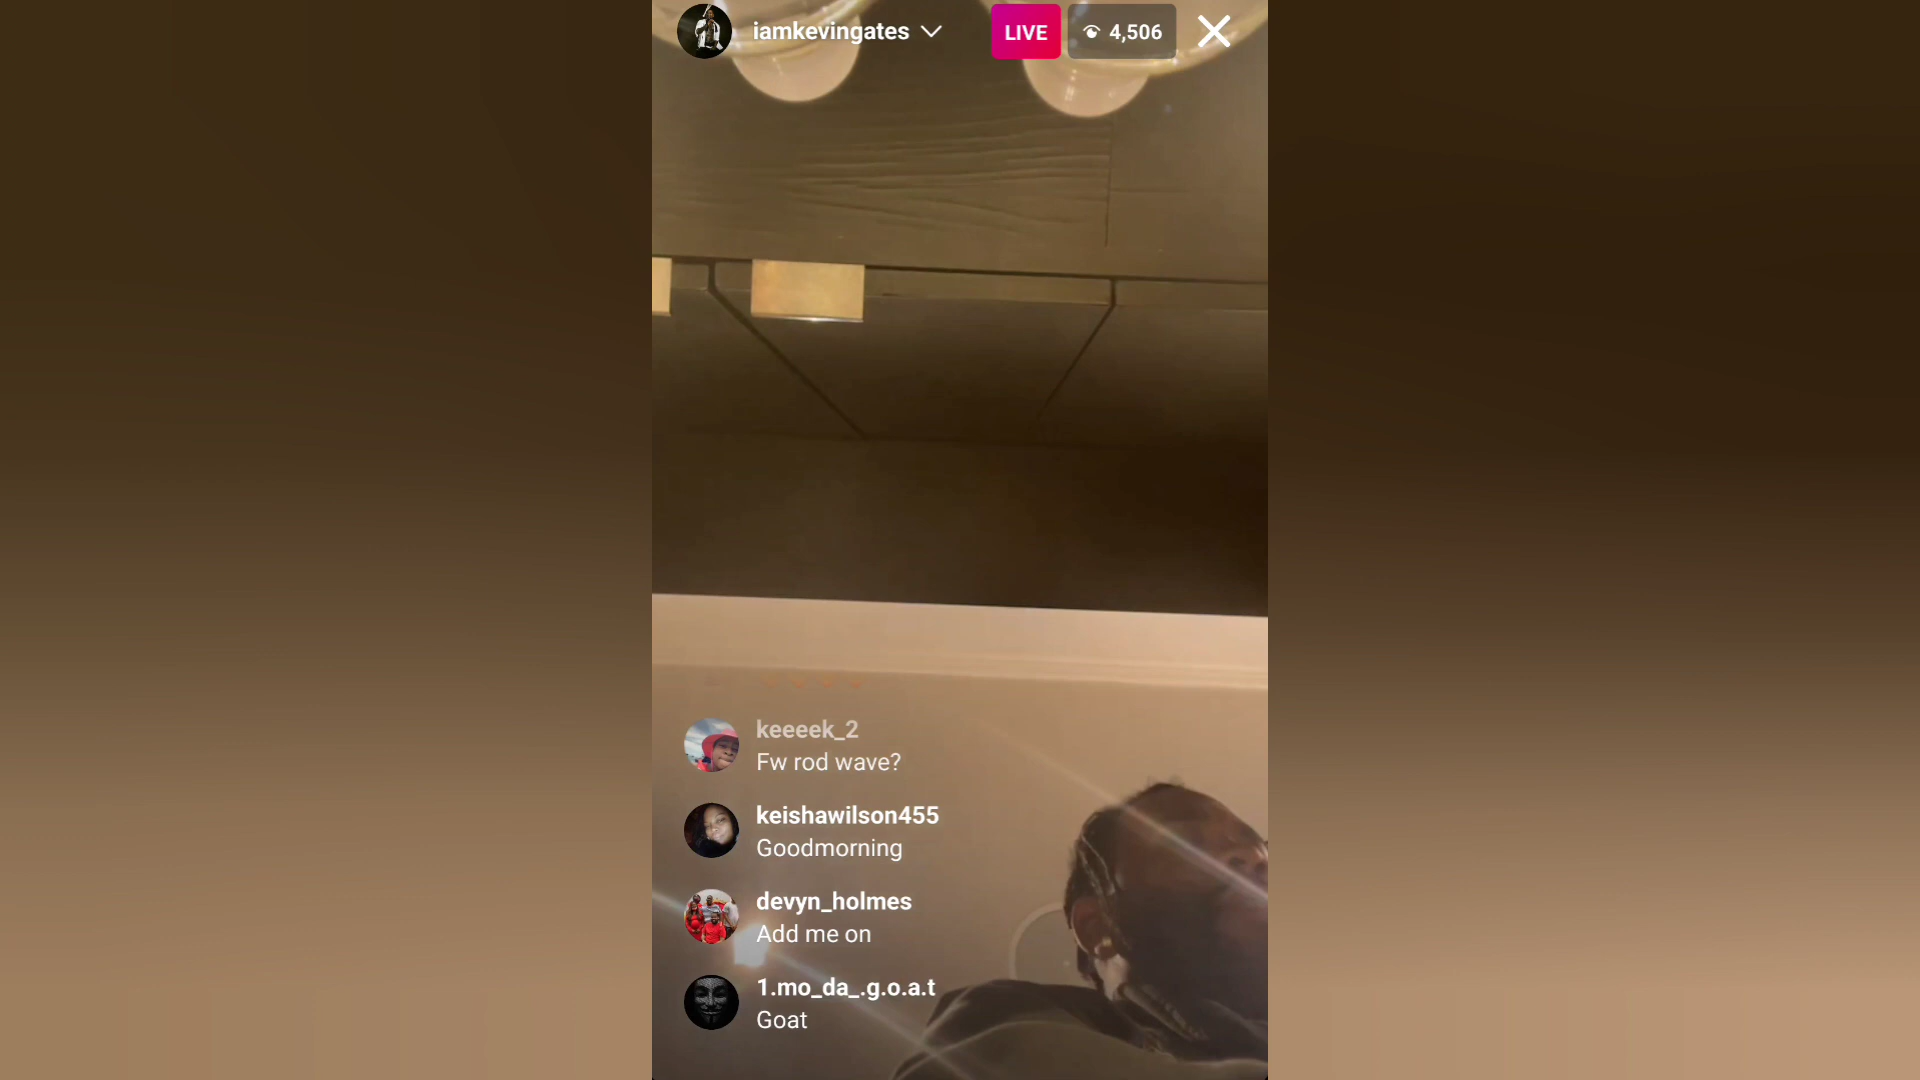 iamkevingates
LIVE
4,506
keeeek_2
Fw rod wave?
keishawilson455
Goodmorning
devyn_holmes
Add me on
1.mo_da_.g.o.a.t
Goat